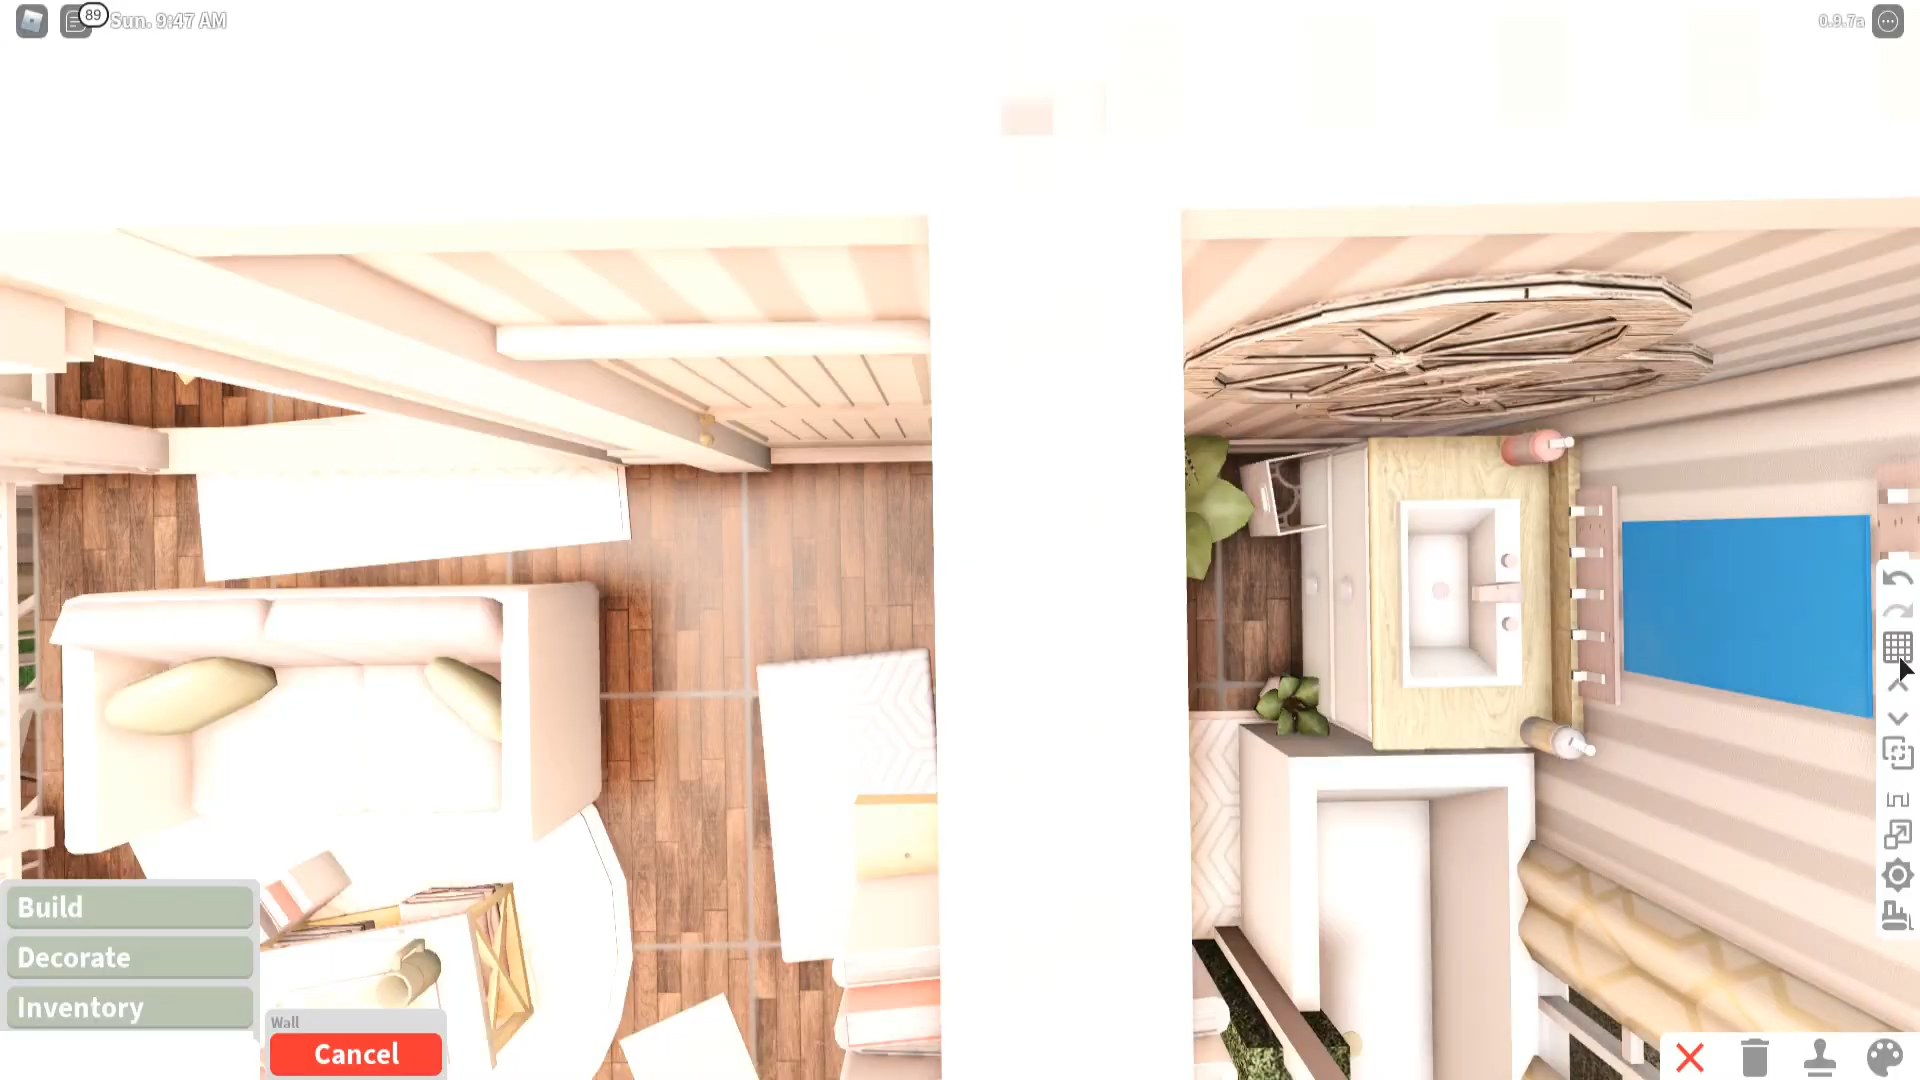 89
Sun. 9:47 AM
0.9.7a
Build
Decorate
Inventory
Wall
Cancel